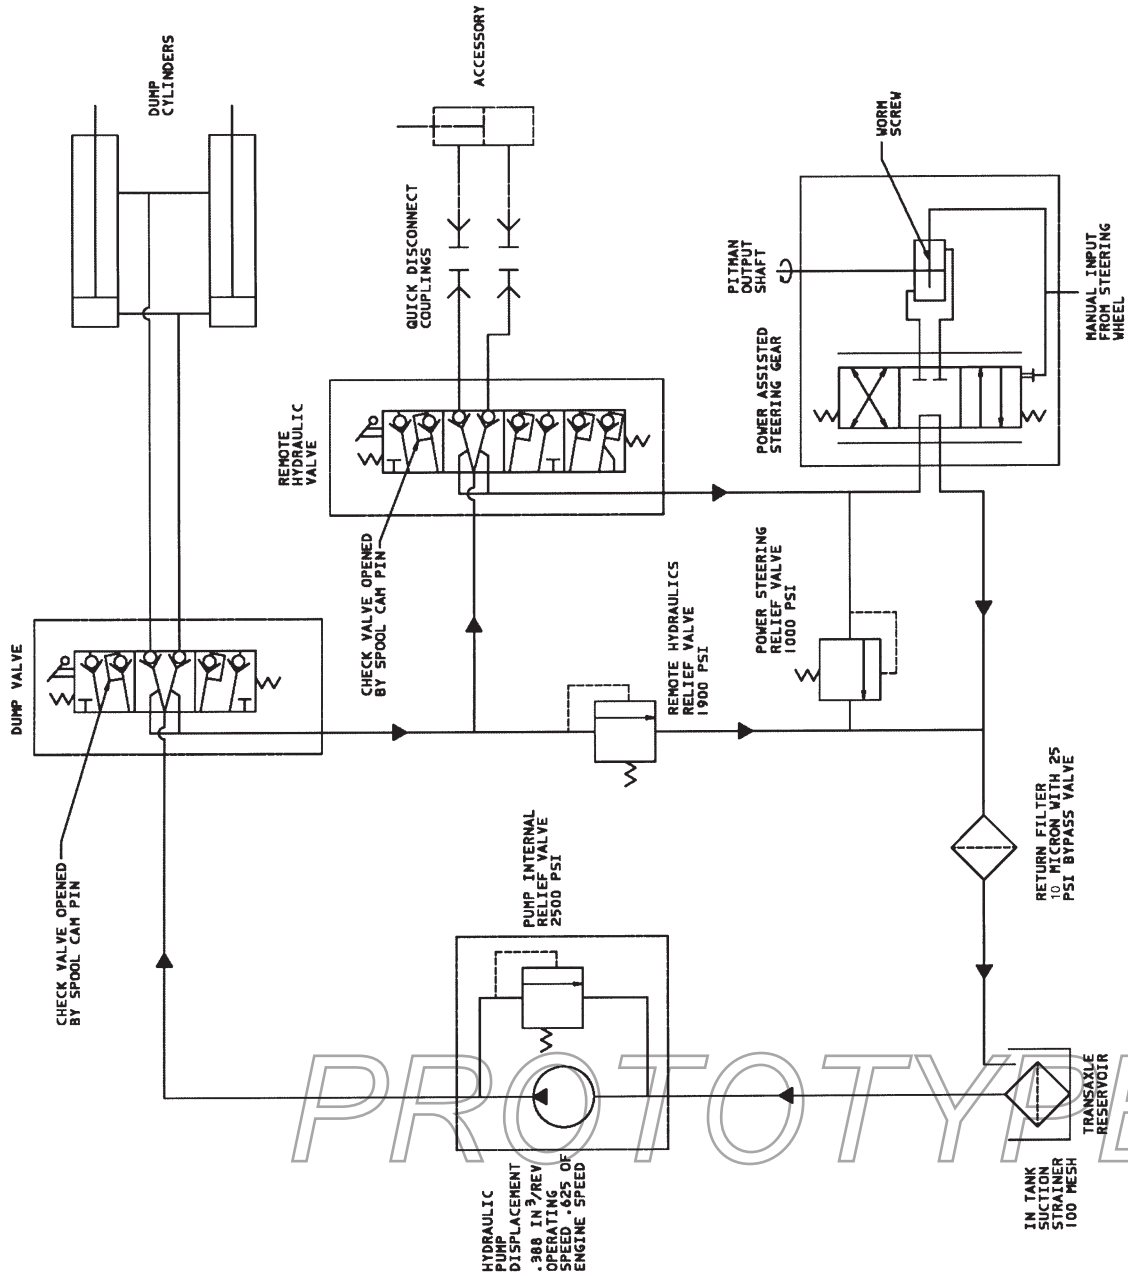 DUMP
CYLINDERS
ACCESSORY
QUICK DISCONNECT
COUPLINGS
WORM
SCREW
PITMAN
OUTPUT
SHAFT
MANUAL INPUT
FROM STEERING
WHEEL
POWER ASSISTED
STEERING GEAR
REMOTE
HYDRAULIC
VALVE
CHECK VALVE OPENED
BY SPOOL CAM PIN
DUMP VALVE
REMOTE HYDRAULICS
RELIEF VALVE
1900 PSI
POWER STEERING
RELIEF VALVE
1000 PSI
CHECK VALVE OPENED
BY SPOOL CAM PIN
PUMP INTERNAL
RELIEF VALVE
2500 PSI
RETURN FILTER
10 MICRON WITH 25
PSI BYPASS VALVE
HYDRAULIC
PUMP
DISPLACEMENT
.388 IN³/REV
OPERATING
SPEED .625 OF
ENGINE SPEED
TRANSAXLE
RESERVOIR
IN TANK
SUCTION
STRAINER
100 MESH
PROTOTYPE